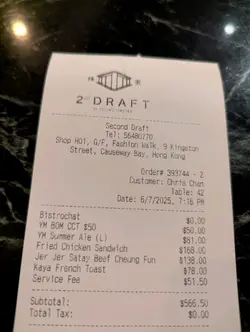 2ND DRAFT
Second Draft
Tel: 56480270
Shop H01, G/F, Fashion Walk, 9 Kingston
Street, Causeway Bay, Hong Kong
Order# 393744 - 2
Customer: Chris Chan
Table: 42
Date: 6/7/2025, 7:16 PM
Bistrochat $0.00
YM BOM CCT $50 $50.00
YM Summer Ale (L) $81.00
Fried Chicken Sandwich $168.00
Jer Jer Satay Beef Cheung Fun $138.00
Kaya French Toast $78.00
Service Fee $51.50
Subtotal: $566.50
Total Tax: $0.00